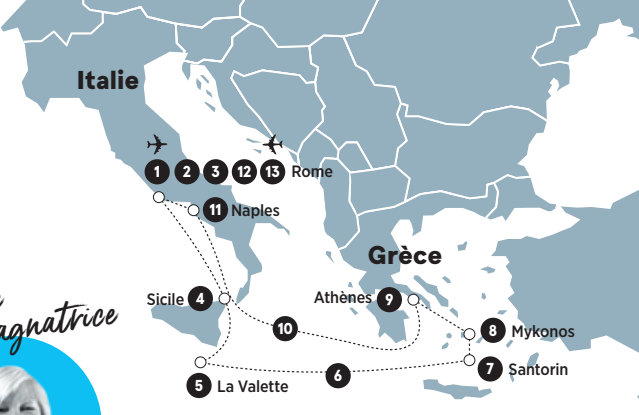 Italie
1 2 3 12 13 Rome
11 Naples
Grèce
Sicile 4
Athènes 9
10
8 Mykonos
6
7 Santorin
5 La Valette